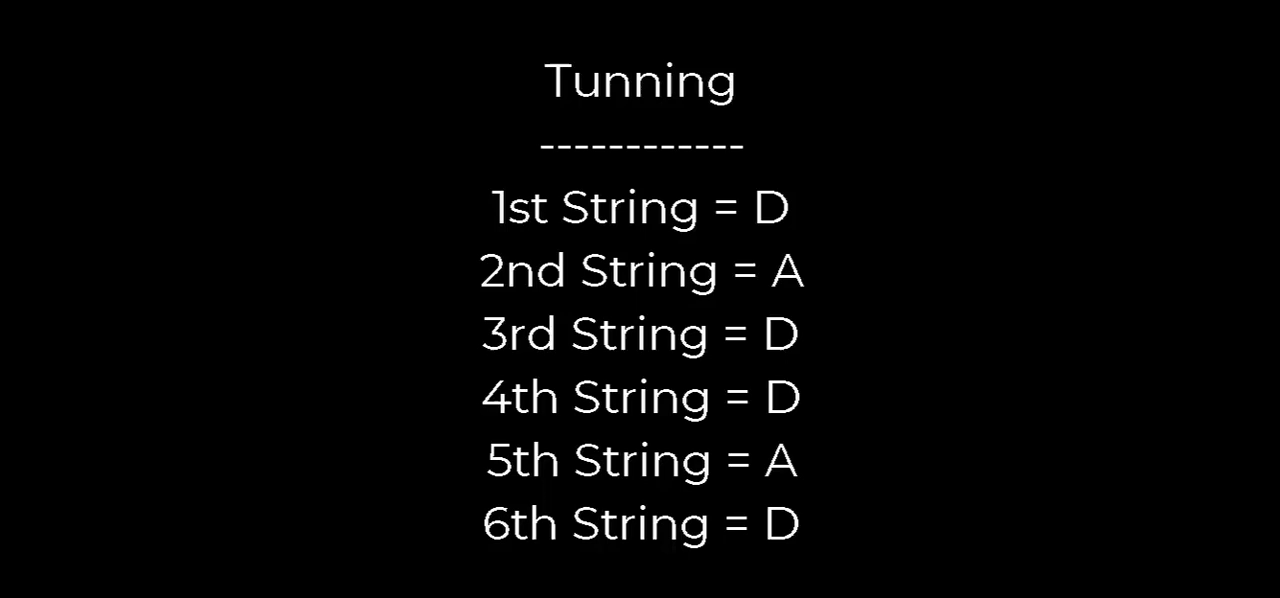 Tunning
------------
1st String = D
2nd String = A
3rd String = D
4th String = D
5th String = A
6th String = D